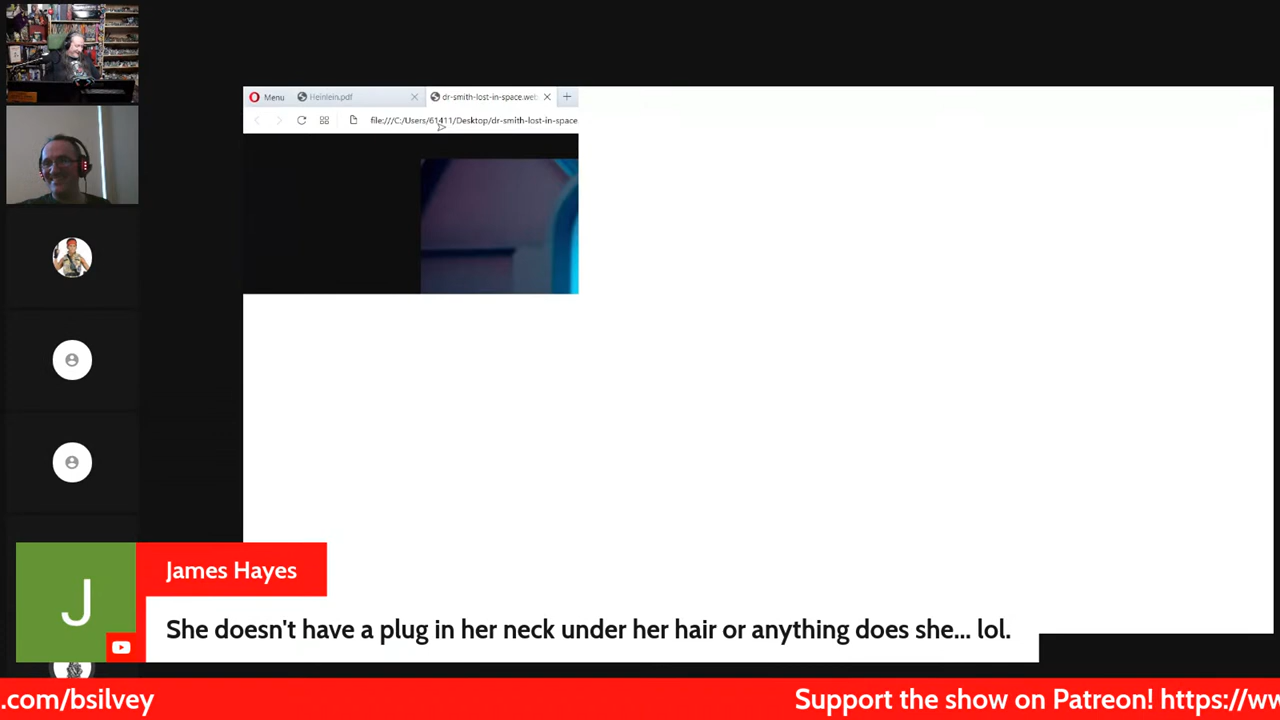 Menu
Heinlein.pdf
dr-smith-lost-in-space.web
file:///C:/Users/61411/Desktop/dr-smith-lost-in-space
J
James Hayes
She doesn't have a plug in her neck under her hair or anything does she... lol.
.com/bsilvey
Support the show on Patreon! https://ww